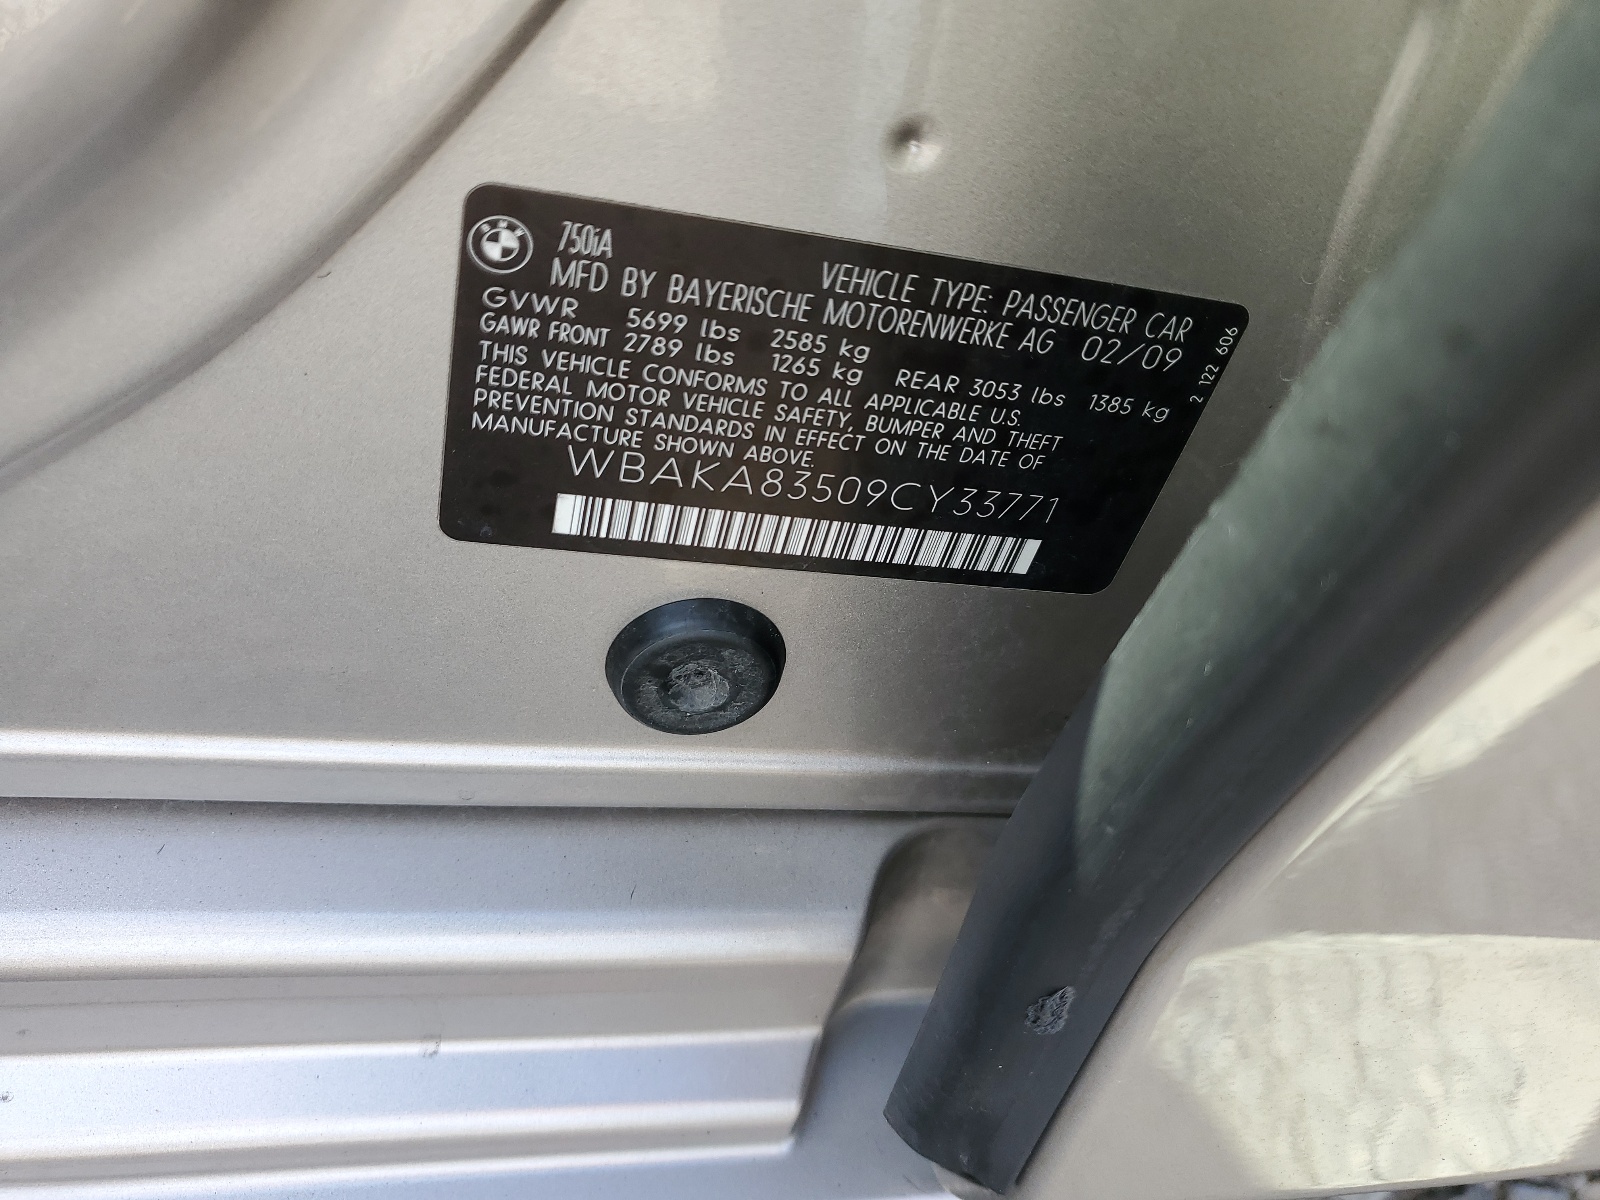 BMW
750iA
VEHICLE TYPE: PASSENGER CAR
MFD BY BAYERISCHE MOTORENWERKE AG 02/09
GVWR 5699 lbs 2585 kg
GAWR FRONT 2789 lbs 1265 kg REAR 3053 lbs 1385 kg
THIS VEHICLE CONFORMS TO ALL APPLICABLE U.S.
FEDERAL MOTOR VEHICLE SAFETY, BUMPER AND THEFT
PREVENTION STANDARDS IN EFFECT ON THE DATE OF
MANUFACTURE SHOWN ABOVE.
WBAKA83509CY33771
2 122 606